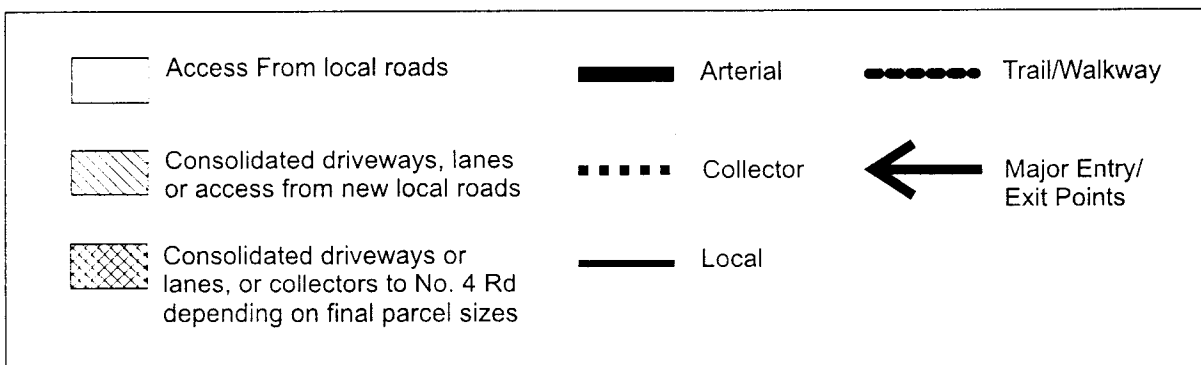 Access From local roads
Consolidated driveways, lanes
or access from new local roads
Consolidated driveways or
lanes, or collectors to No. 4 Rd
depending on final parcel sizes
Arterial
Collector
Local
Trail/Walkway
Major Entry/
Exit Points